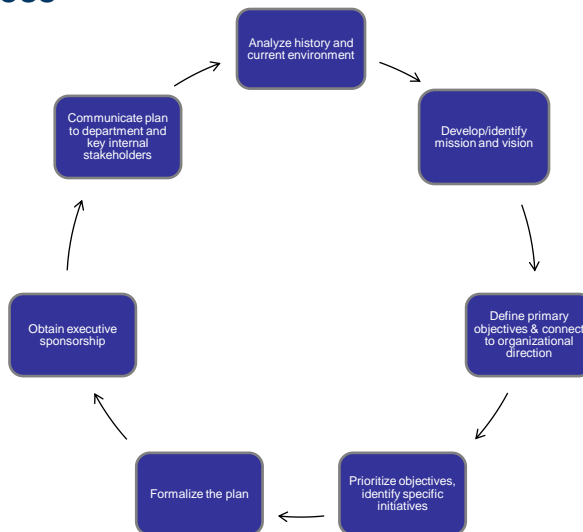 Analyze history and
current environment
Develop/identify
mission and vision
Define primary
objectives & connect
to organizational
direction
Prioritize objectives,
identify specific
initiatives
Formalize the plan
Obtain executive
sponsorship
Communicate plan
to department and
key internal
stakeholders